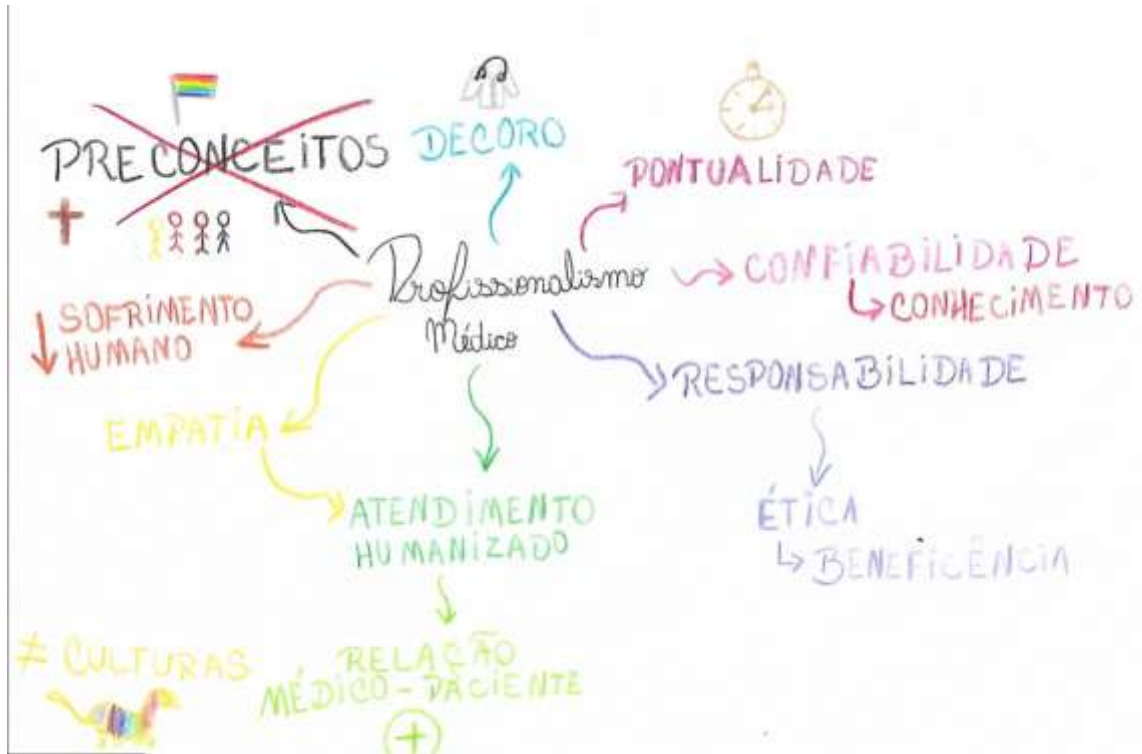 PRECONCEITOS
DECORO
PONTUALIDADE
Profissionalismo
Médico
CONFIABILIDADE
↳ CONHECIMENTO
↓ SOFRIMENTO
HUMANO
RESPONSABILIDADE
EMPATIA
ATENDIMENTO
HUMANIZADO
ÉTICA
↳ BENEFICÊNCIA
≠ CULTURAS
RELAÇÃO
MÉDICO-PACIENTE
+